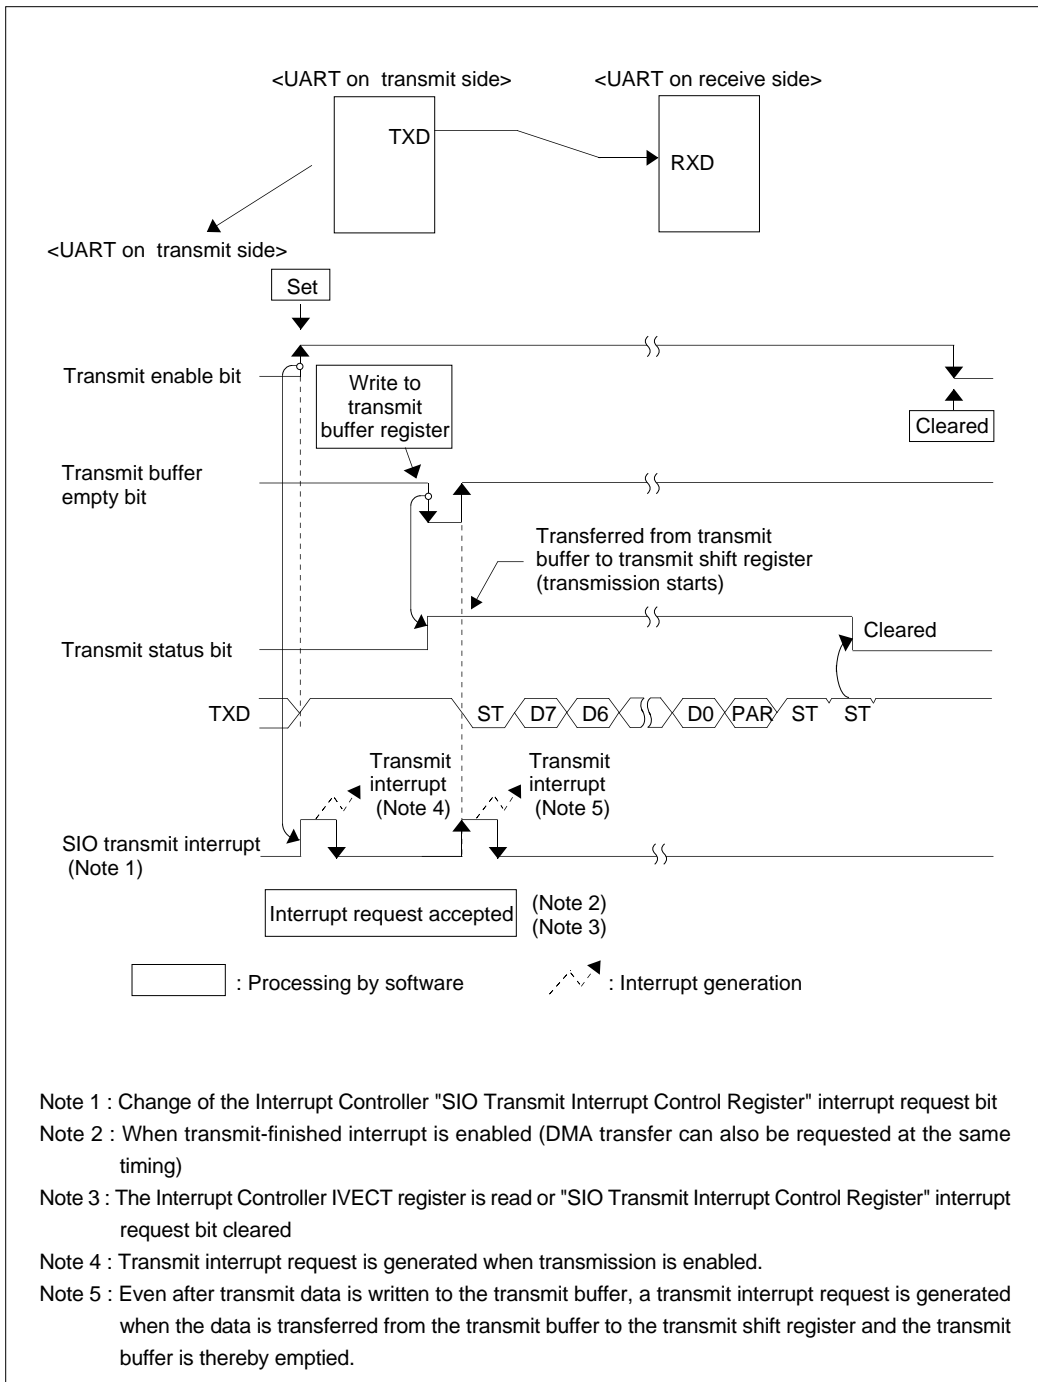 <UART on transmit side>
<UART on receive side>
TXD
RXD
<UART on transmit side>
Set
Transmit enable bit
Write to
transmit
buffer register
Cleared
Transmit buffer
empty bit
Transferred from transmit
buffer to transmit shift register
(transmission starts)
Transmit status bit
Cleared
TXD
ST D7 D6 D0 PAR ST ST
Transmit
interrupt
(Note 4)
Transmit
interrupt
(Note 5)
SIO transmit interrupt
(Note 1)
Interrupt request accepted
(Note 2)
(Note 3)
: Processing by software
: Interrupt generation
Note 1 : Change of the Interrupt Controller "SIO Transmit Interrupt Control Register" interrupt request bit
Note 2 : When transmit-finished interrupt is enabled (DMA transfer can also be requested at the same
timing)
Note 3 : The Interrupt Controller IVECT register is read or "SIO Transmit Interrupt Control Register" interrupt
request bit cleared
Note 4 : Transmit interrupt request is generated when transmission is enabled.
Note 5 : Even after transmit data is written to the transmit buffer, a transmit interrupt request is generated
when the data is transferred from the transmit buffer to the transmit shift register and the transmit
buffer is thereby emptied.